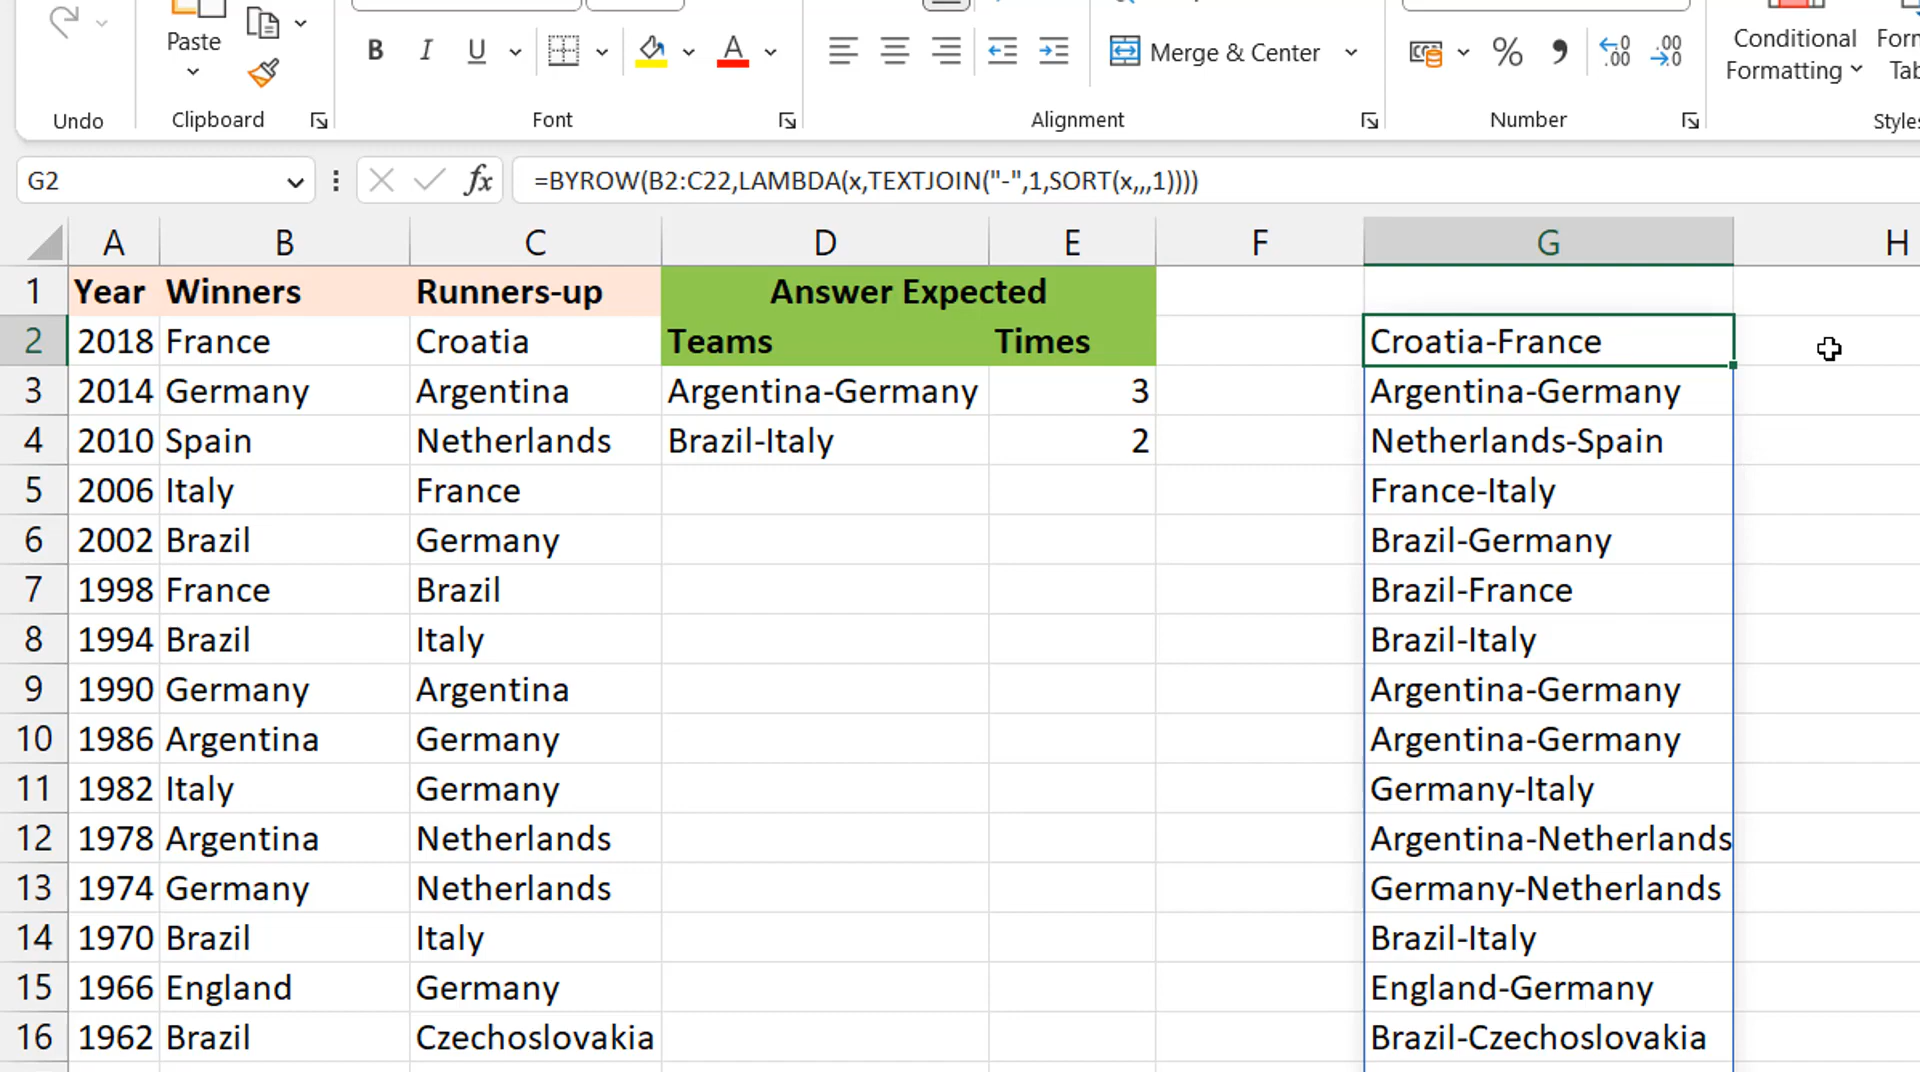 Paste
B I U A
Merge & Center
% 0 .00 .00 0
Conditional Formatting
Undo
Clipboard
Font
Alignment
Number
G2
fx
=BYROW(B2:C22,LAMBDA(x,TEXTJOIN("-",1,SORT(x,,,1))))
A B C D E F G H
1 Year Winners Runners-up Answer Expected
2 2018 France Croatia Teams Times Croatia-France
3 2014 Germany Argentina Argentina-Germany 3 Argentina-Germany
4 2010 Spain Netherlands Brazil-Italy 2 Netherlands-Spain
5 2006 Italy France France-Italy
6 2002 Brazil Germany Brazil-Germany
7 1998 France Brazil Brazil-France
8 1994 Brazil Italy Brazil-Italy
9 1990 Germany Argentina Argentina-Germany
10 1986 Argentina Germany Argentina-Germany
11 1982 Italy Germany Germany-Italy
12 1978 Argentina Netherlands Argentina-Netherlands
13 1974 Germany Netherlands Germany-Netherlands
14 1970 Brazil Italy Brazil-Italy
15 1966 England Germany England-Germany
16 1962 Brazil Czechoslovakia Brazil-Czechoslovakia